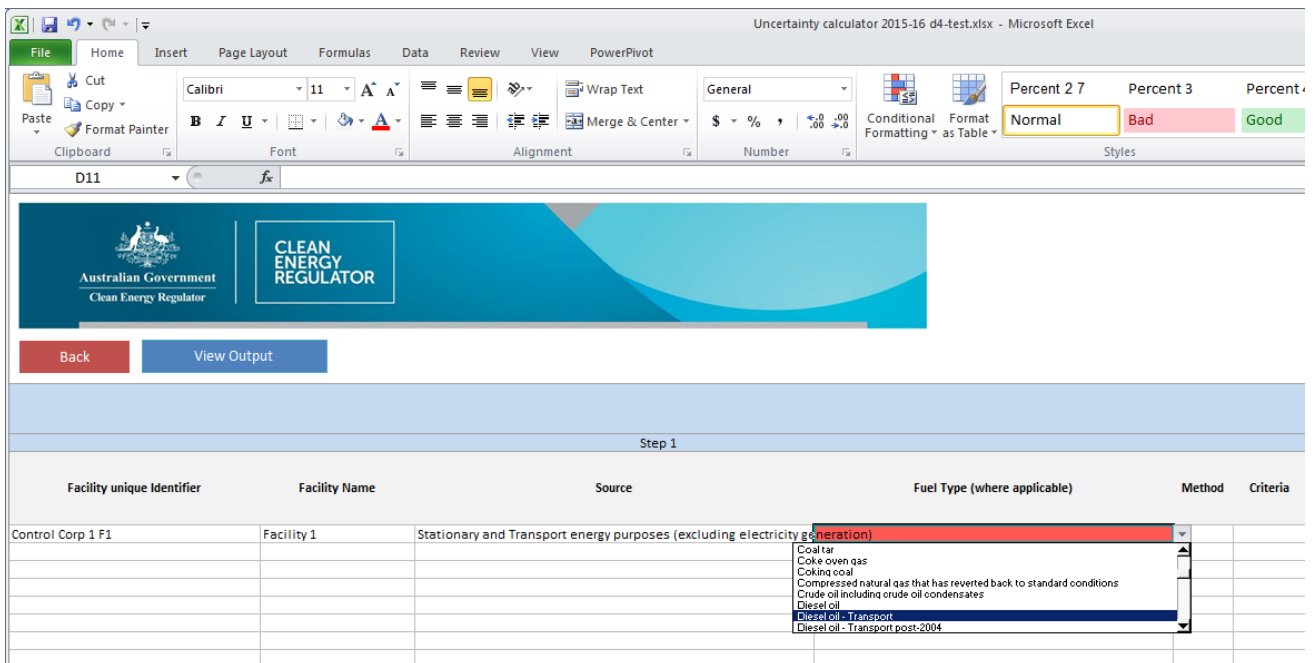 Uncertainty calculator 2015-16 d4-test.xlsx - Microsoft Excel
File Home Insert Page Layout Formulas Data Review View PowerPivot
Paste
Cut
Copy
Format Painter
Clipboard
Calibri 11 A A
B I U A
Font
Wrap Text
Merge & Center
Alignment
General
$ % , .00 .0
Number
Conditional Formatting
Format as Table
Percent 2 7 Percent 3 Percent
Normal Bad Good
Styles
D11 fx
Australian Government
Clean Energy Regulator
CLEAN
ENERGY
REGULATOR
Back View Output
Step 1
Facility unique Identifier Facility Name Source Fuel Type (where applicable) Method Criteria
Control Corp 1 F1 Facility 1 Stationary and Transport energy purposes (excluding electricity generation)
Coal tar
Coke oven gas
Coking coal
Compressed natural gas that has reverted back to standard conditions
Crude oil including crude oil condensates
Diesel oil
Diesel oil - Transport
Diesel oil - Transport post-2004